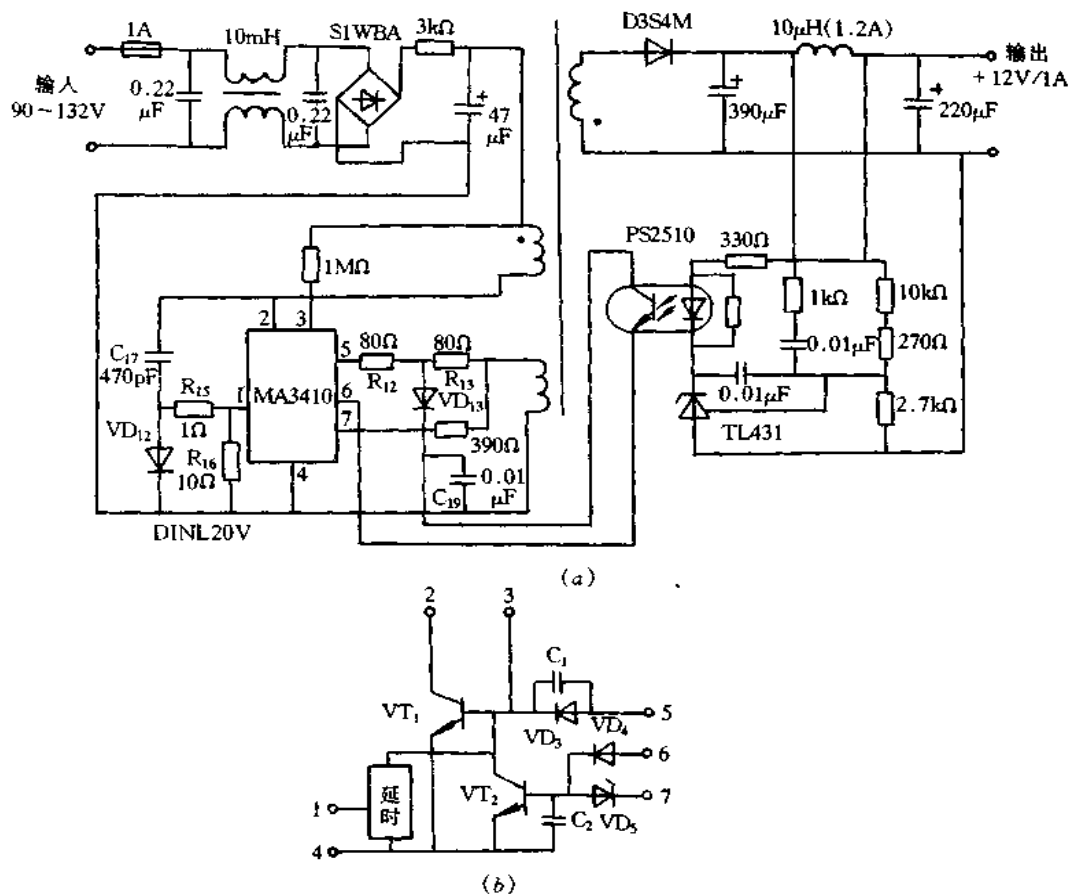 1A
10mH
S1WBA
3kΩ
D3S4M
10μH(1.2A)
输入
90~132V
0.22
μF
0.22
μF
+
47
μF
+
390μF
+
220μF
输出
+12V/1A
1MΩ
PS2510
330Ω
1kΩ
10kΩ
0.01μF
270Ω
0.01μF
2.7kΩ
TL431
C17
470pF
2
3
MA3410
1
5
6
7
4
80Ω
R12
80Ω
R13
VD13
390Ω
R15
1Ω
VD12
R16
10Ω
C19
0.01
μF
DINL20V
(a)
2
3
C1
VT1
VD3
VD4
5
6
7
VT2
C2
VD5
延时
1
4
(b)